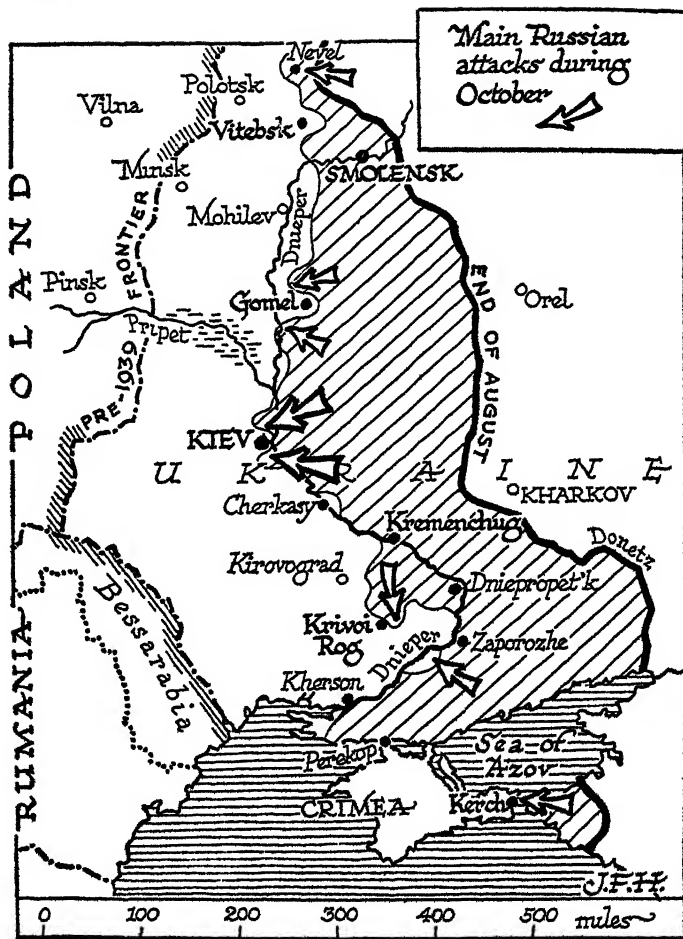 Main Russian
attacks during
October
Nevel
Polotsk
Vilna
Vitebsk
Minsk
SMOLENSK
Mohilev
Dnieper
POLAND
FRONTIER
PRE-1939
Pinsk
Gomel
Pripet
END OF AUGUST
Orel
KIEV
UKRAINE
KHARKOV
Cherkasy
Kremenchug
Donetz
Kirovograd
Dniepropet'k
Krivoi
Rog
Dnieper
Zaporozhe
Bessarabia
RUMANIA
Kherson
Perekop
Sea of
Azov
CRIMEA
Kerch
J.F.H.
0 100 200 300 400 500 miles